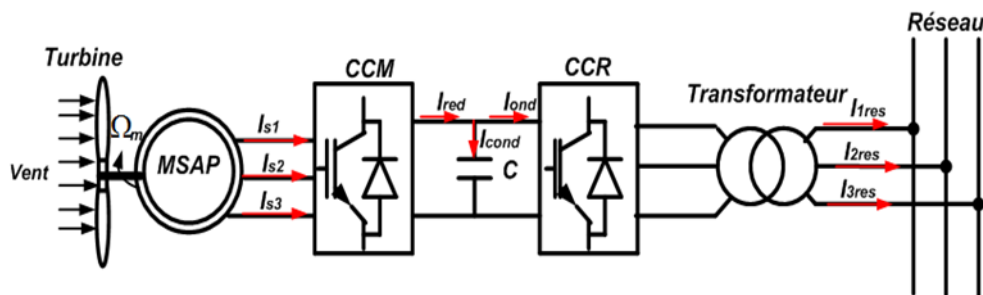 Réseau
Turbine
CCM
CCR
Transformateur
I1res
Ired
Iond
Ωm
Is1
Icond
Vent
MSAP
Is2
C
I2res
Is3
I3res